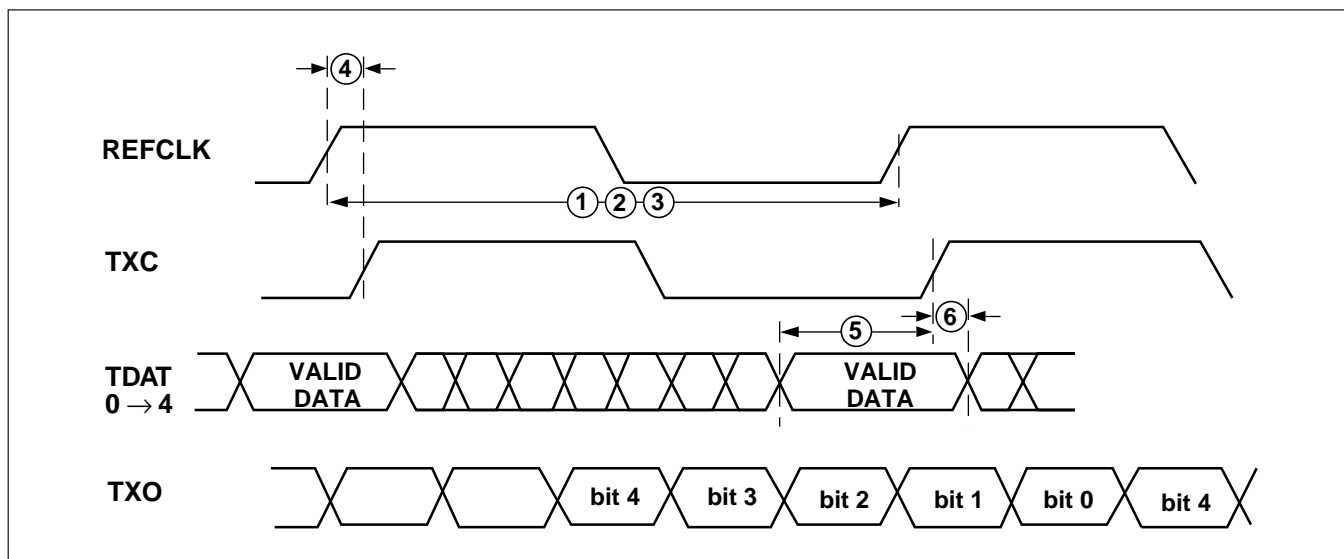 4
REFCLK
1 2 3
TXC
5 6
TDAT
0 → 4
VALID
DATA
VALID
DATA
TXO
bit 4 bit 3 bit 2 bit 1 bit 0 bit 4